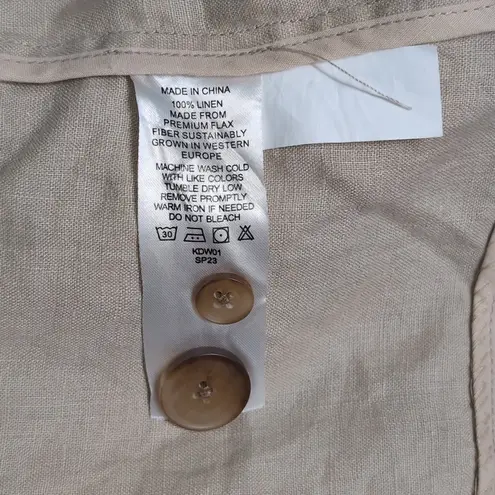 MADE IN CHINA
100% LINEN
MADE FROM
PREMIUM FLAX
FIBER SUSTAINABLY
GROWN IN WESTERN
EUROPE
MACHINE WASH COLD
WITH LIKE COLORS
TUMBLE DRY LOW
REMOVE PROMPTLY
WARM IRON IF NEEDED
DO NOT BLEACH
30
KDW01
SP23